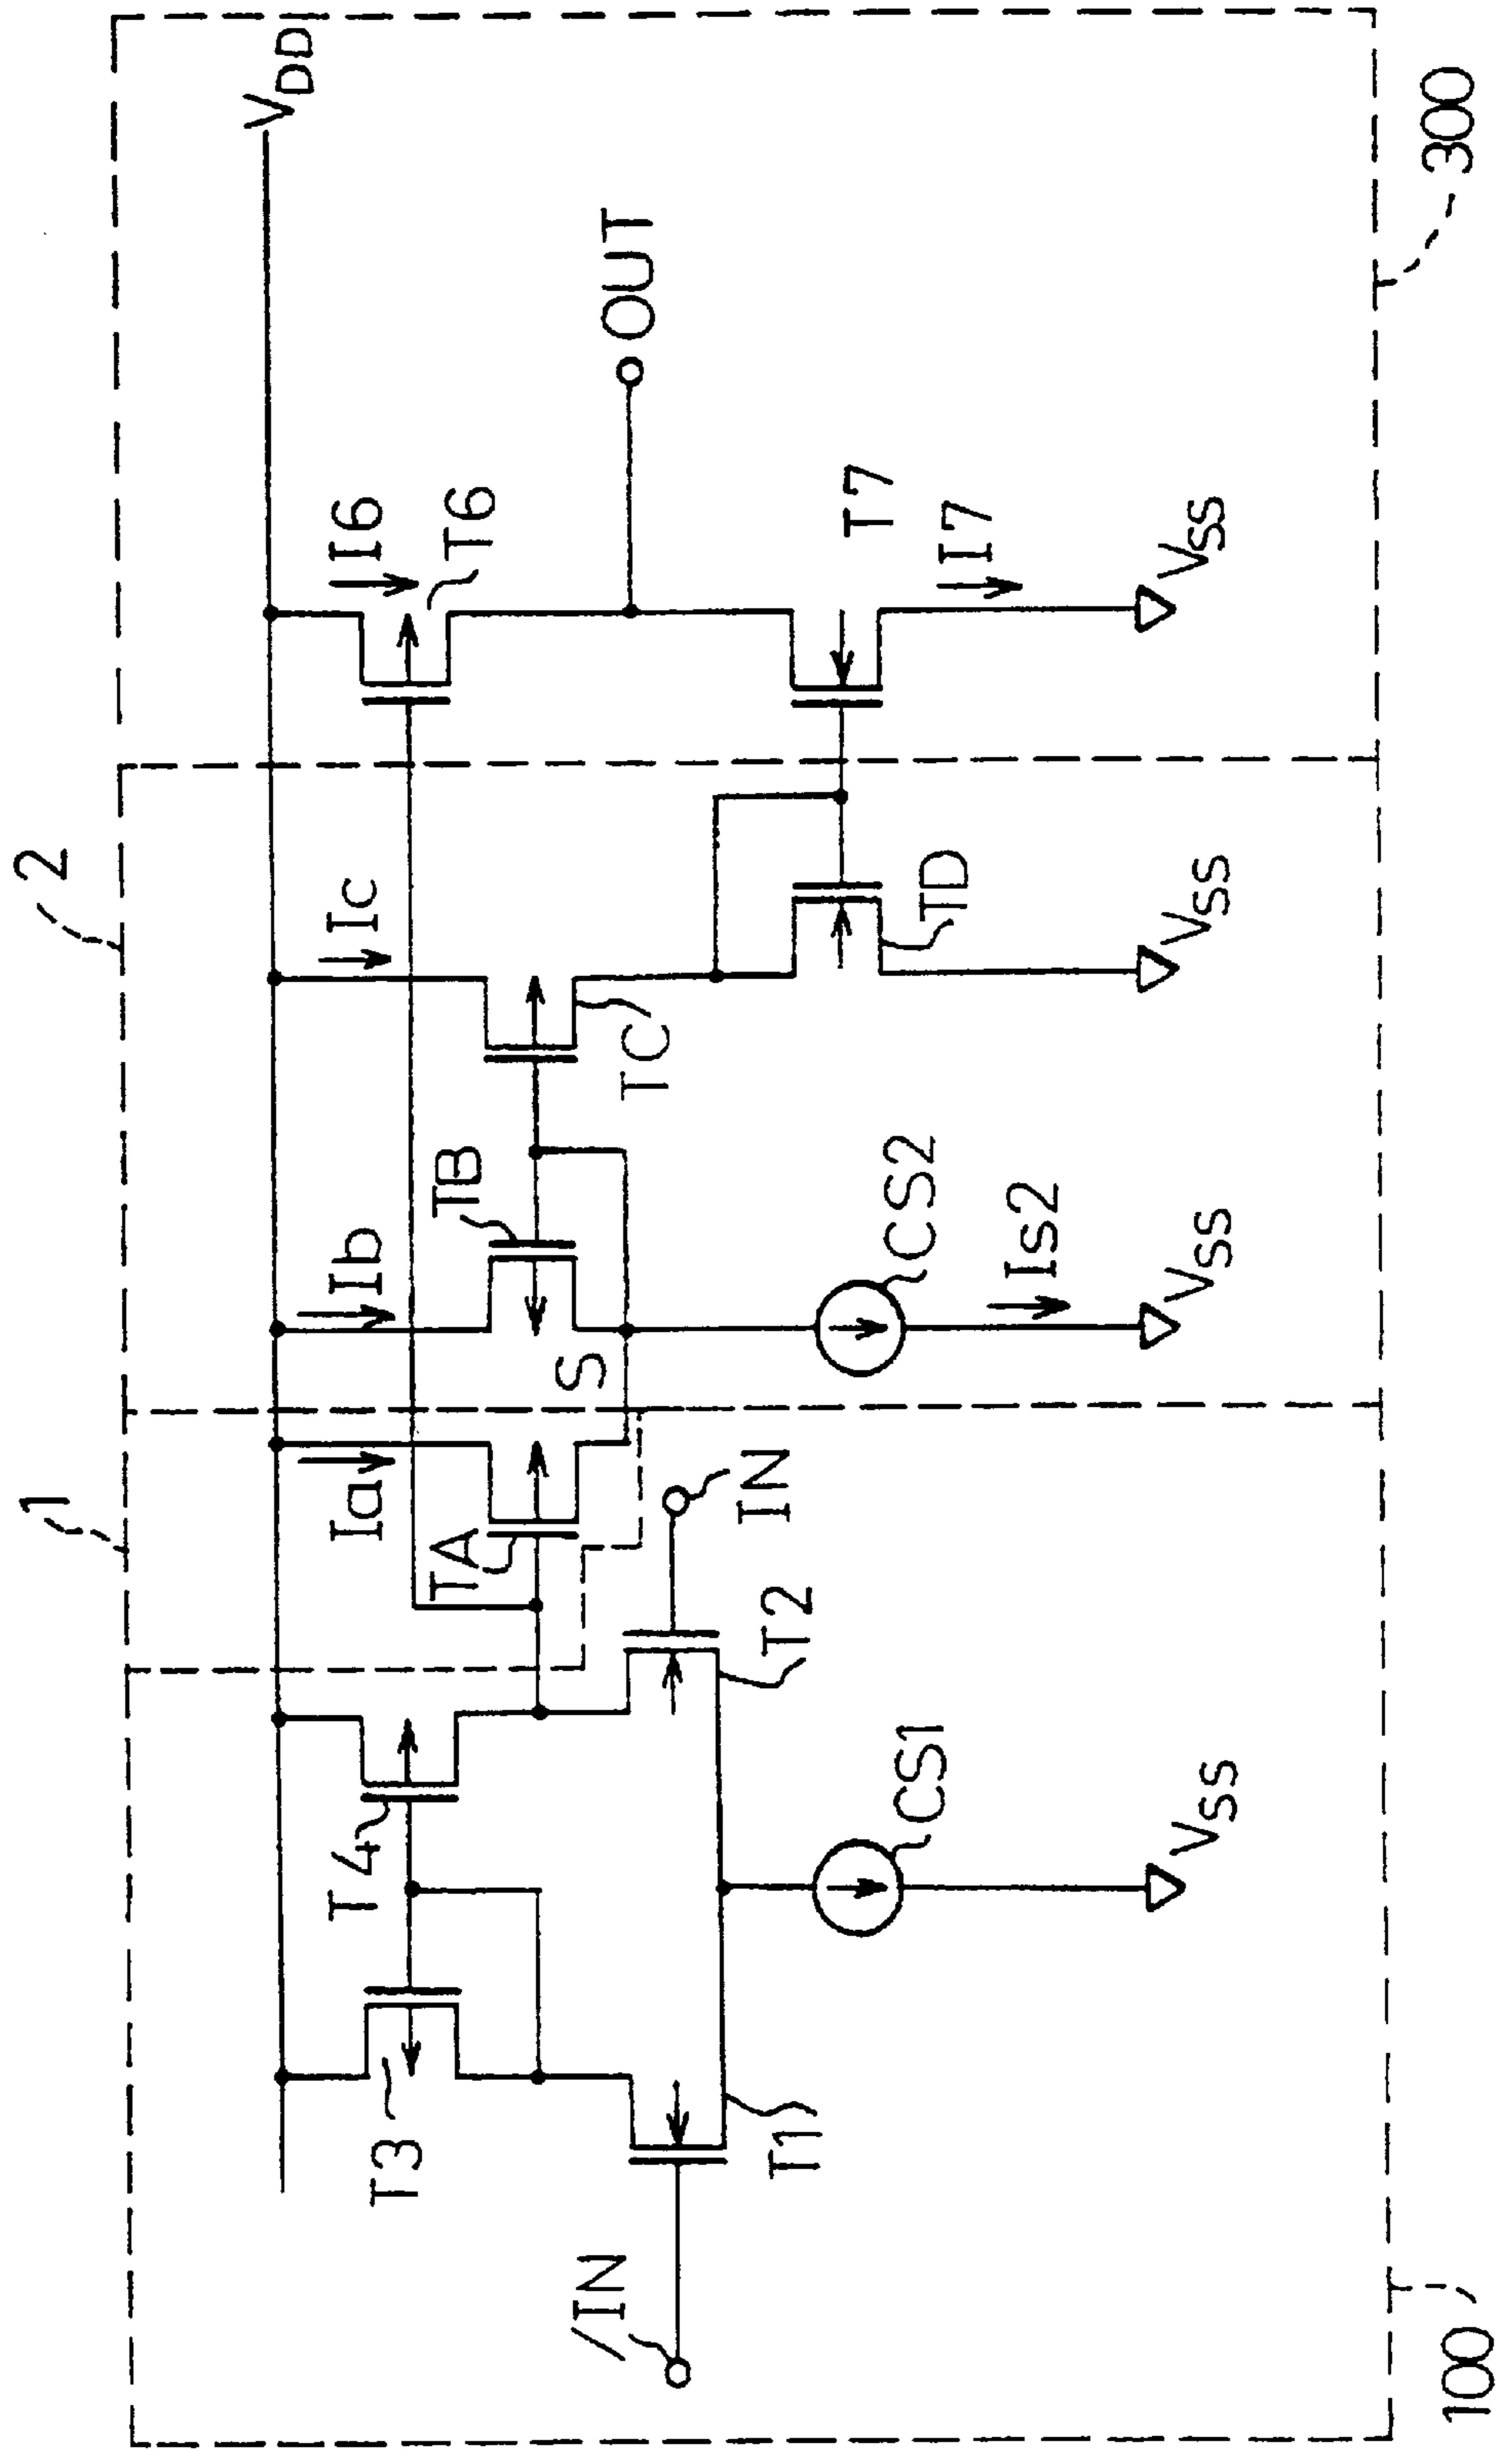 1
2
VDD
Ia
Ib
Ic
I6
T3
T4
TA
TB
T6
/IN
S
TC
OUT
IN
T1
T2
T7
CS1
CS2
TD
I7
Is2
VSS
VSS
VSS
VSS
100
300